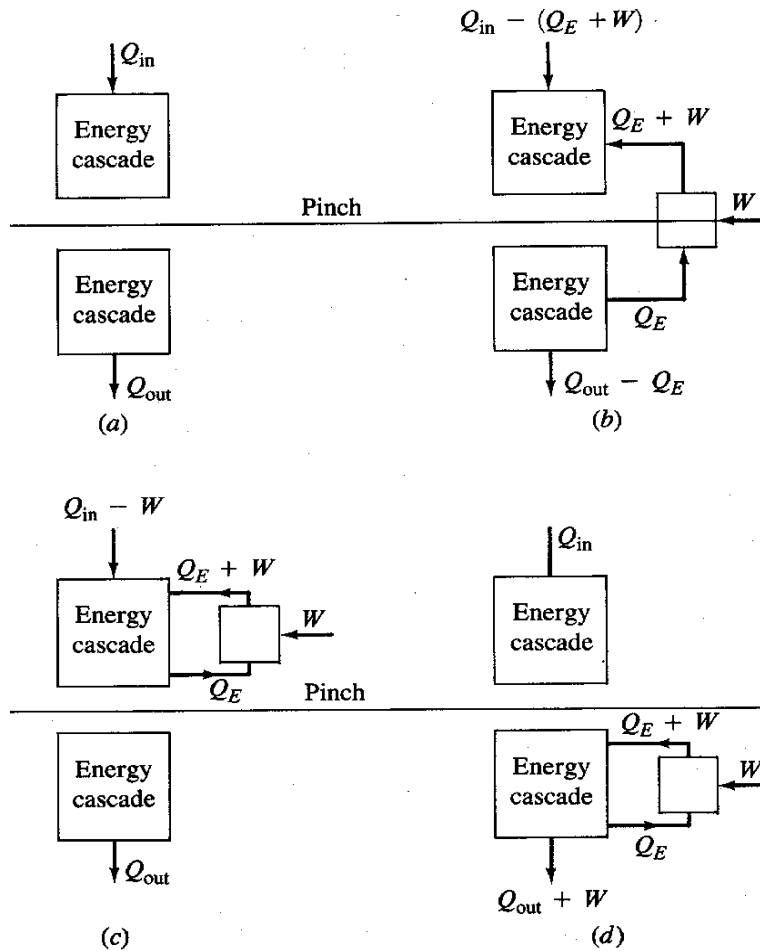 Q_in
Energy
cascade
Q_in − (Q_E + W)
Energy
cascade
Q_E + W
Pinch
W
Energy
cascade
Q_out
(a)
Energy
cascade
Q_E
Q_out − Q_E
(b)
Q_in − W
Energy
cascade
Q_E + W
W
Q_E
Q_in
Energy
cascade
Pinch
Energy
cascade
Q_out
(c)
Energy
cascade
Q_E + W
W
Q_E
Q_out + W
(d)